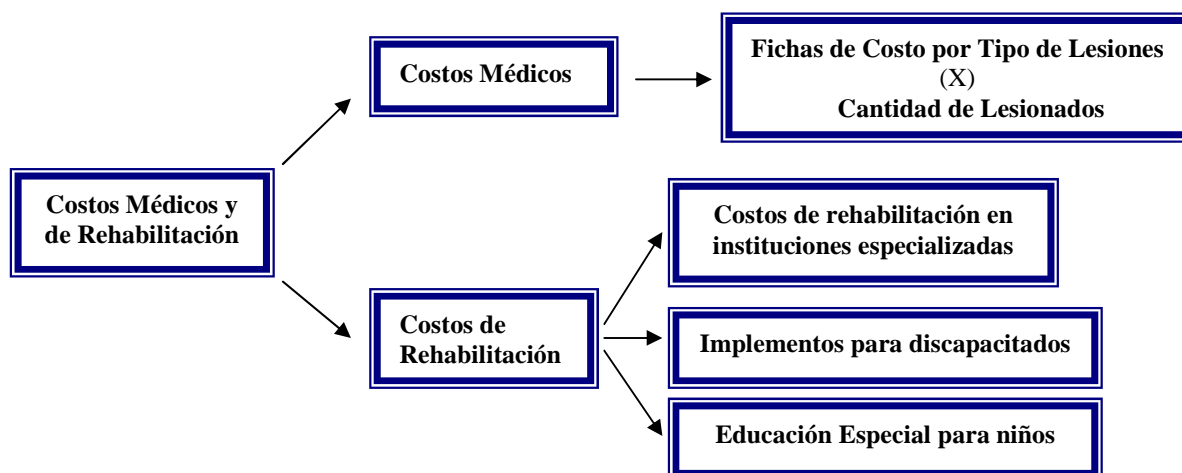 Costos Médicos
Fichas de Costo por Tipo de Lesiones
(X)
Cantidad de Lesionados
Costos Médicos y
de Rehabilitación
Costos de rehabilitación en
instituciones especializadas
Costos de
Rehabilitación
Implementos para discapacitados
Educación Especial para niños